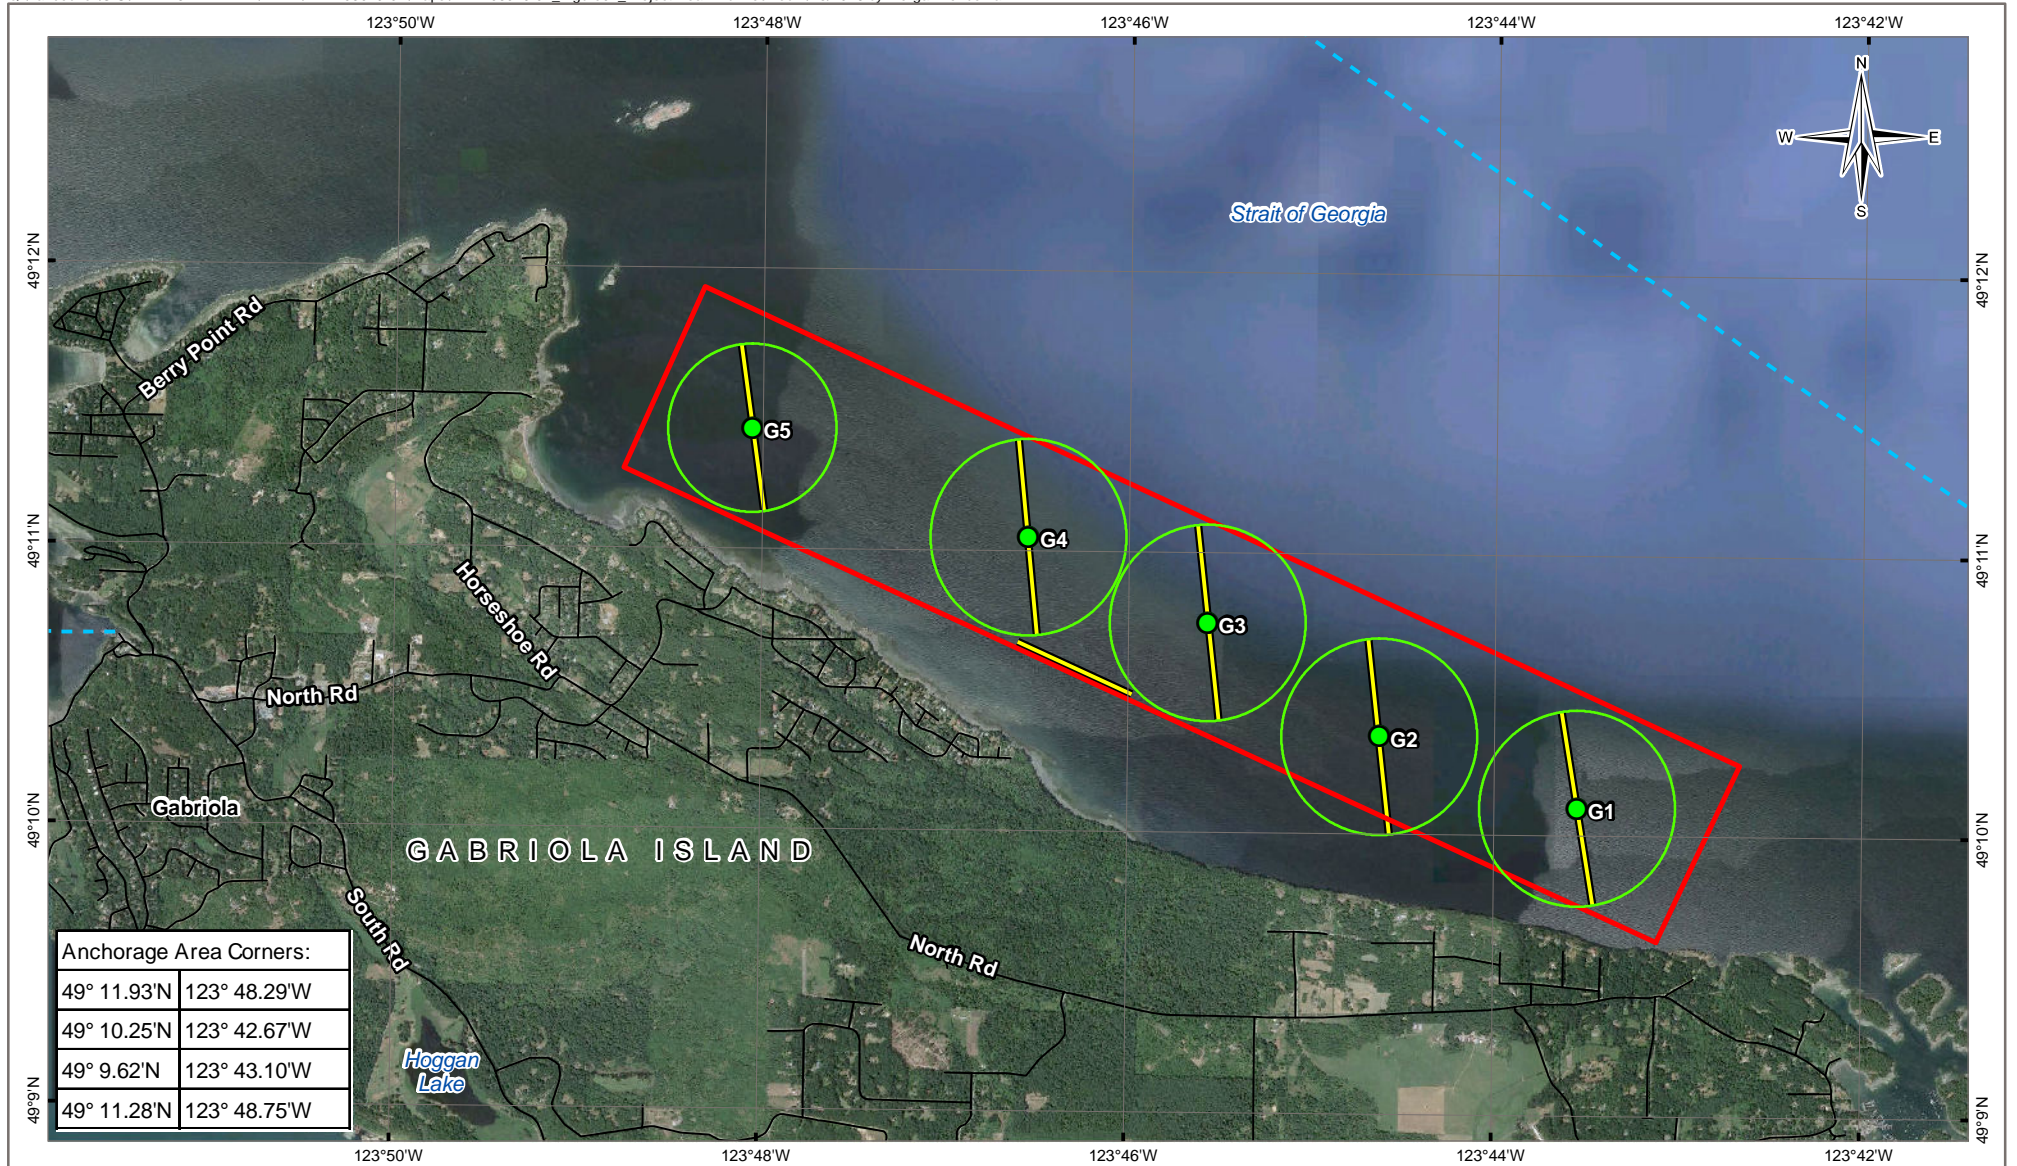 123°50'W
123°48'W
123°46'W
123°44'W
123°42'W
N
W
E
S
Strait of Georgia
49°12'N
49°12'N
Berry Point Rd
G5
49°11'N
G4
49°11'N
Horseshoe Rd
G3
North Rd
G2
Gabriola
G1
49°10'N
GABRIOLA ISLAND
49°10'N
South Rd
North Rd
Anchorage Area Corners:
49° 11.93'N 123° 48.29'W
49° 10.25'N 123° 42.67'W
49° 9.62'N 123° 43.10'W
49° 11.28'N 123° 48.75'W
Hoggan
Lake
49°9'N
49°9'N
123°50'W
123°48'W
123°46'W
123°44'W
123°42'W